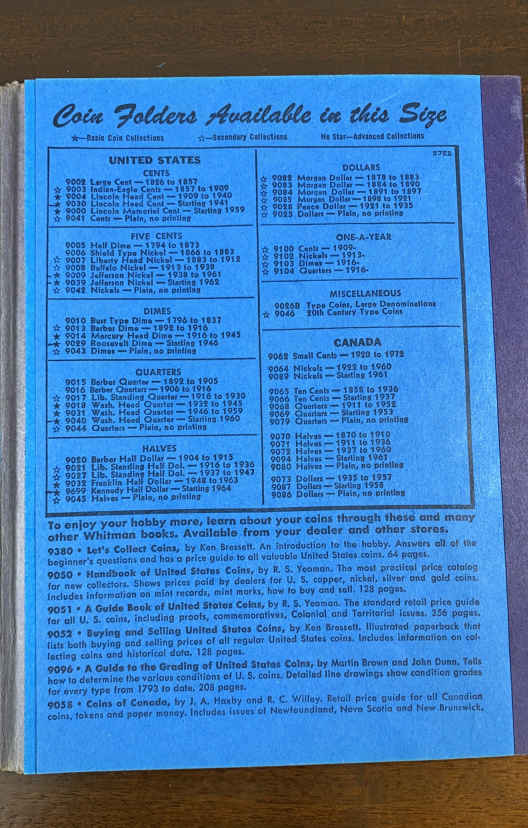 Coin Folders Available in this Size
★—Basic Coin Collections ☆—Secondary Collections No Star—Advanced Collections
UNITED STATES
CENTS
9002 Large Cent — 1826 to 1857
☆ 9003 Indian-Eagle Cents — 1857 to 1909
★ 9004 Lincoln Head Cent — 1909 to 1940
★ 9030 Lincoln Head Cent — Starting 1941
★ 9000 Lincoln Memorial Cent — Starting 1959
☆ 9041 Cents — Plain, no printing
FIVE CENTS
9005 Half Dime — 1794 to 1873
9006 Shield Type Nickel — 1866 to 1883
☆ 9007 Liberty Head Nickel — 1883 to 1912
☆ 9008 Buffalo Nickel — 1913 to 1938
★ 9009 Jefferson Nickel — 1938 to 1961
★ 9039 Jefferson Nickel — Starting 1962
☆ 9042 Nickels — Plain, no printing
DIMES
9010 Bust Type Dime — 1796 to 1837
☆ 9013 Barber Dime — 1892 to 1916
★ 9014 Mercury Head Dime — 1916 to 1945
★ 9029 Roosevelt Dime — Starting 1946
☆ 9043 Dimes — Plain, no printing
QUARTERS
9015 Barber Quarter — 1892 to 1905
9016 Barber Quarters — 1906 to 1916
☆ 9017 Lib. Standing Quarter — 1916 to 1930
★ 9018 Wash. Head Quarter — 1932 to 1945
★ 9031 Wash. Head Quarter — 1946 to 1959
★ 9040 Wash. Head Quarter — Starting 1960
☆ 9044 Quarters — Plain, no printing
HALVES
9020 Barber Half Dollar — 1904 to 1915
☆ 9021 Lib. Standing Half Dol. — 1916 to 1936
☆ 9027 Lib. Standing Half Dol. — 1937 to 1947
★ 9032 Franklin Half Dollar — 1948 to 1963
★ 9699 Kennedy Half Dollar — Starting 1964
☆ 9045 Halves — Plain, no printing
DOLLARS
☆ 9082 Morgan Dollar — 1878 to 1883
☆ 9083 Morgan Dollar — 1884 to 1890
☆ 9084 Morgan Dollar — 1891 to 1897
☆ 9085 Morgan Dollar — 1898 to 1921
☆ 9028 Peace Dollar — 1921 to 1935
☆ 9023 Dollars — Plain, no printing
ONE-A-YEAR
☆ 9100 Cents — 1909-
☆ 9102 Nickels — 1913-
☆ 9103 Dimes — 1916-
☆ 9104 Quarters — 1916-
MISCELLANEOUS
9026B Type Coins, Large Denominations
☆ 9046 20th Century Type Coins
CANADA
9062 Small Cents — 1920 to 1972
9064 Nickels — 1922 to 1960
9089 Nickels — Starting 1961
9065 Ten Cents — 1858 to 1936
9066 Ten Cents — Starting 1937
9068 Quarters — 1911 to 1952
9069 Quarters — Starting 1953
9079 Quarters — Plain, no printing
9070 Halves — 1870 to 1910
9071 Halves — 1911 to 1936
9072 Halves — 1937 to 1960
9094 Halves — Starting 1961
9080 Halves — Plain, no printing
9073 Dollars — 1935 to 1957
9087 Dollars — Starting 1958
9086 Dollars — Plain, no printing
To enjoy your hobby more, learn about your coins through these and many
other Whitman books. Available from your dealer and other stores.
9380 • Let's Collect Coins, by Ken Bressett. An introduction to the hobby. Answers all of the
beginner's questions and has a price guide to all valuable United States coins. 64 pages.
9050 • Handbook of United States Coins, by R. S. Yeoman. The most practical price catalog
for new collectors. Shows prices paid by dealers for U. S. copper, nickel, silver and gold coins.
Includes information on mint records, mint marks, how to buy and sell. 128 pages.
9051 • A Guide Book of United States Coins, by R. S. Yeoman. The standard retail price guide
for all U. S. coins, including proofs, commemoratives, Colonial and Territorial issues. 256 pages.
9052 • Buying and Selling United States Coins, by Ken Bressett. Illustrated paperback that
lists both buying and selling prices of all regular United States coins. Includes information on col-
lecting coins and historical data. 128 pages.
9096 • A Guide to the Grading of United States Coins, by Martin Brown and John Dunn. Tells
how to determine the various conditions of U. S. coins. Detailed line drawings show condition grades
for every type from 1793 to date. 208 pages.
9058 • Coins of Canada, by J. A. Haxby and R. C. Willey. Retail price guide for all Canadian
coins, tokens and paper money. Includes issues of Newfoundland, Nova Scotia and New Brunswick.